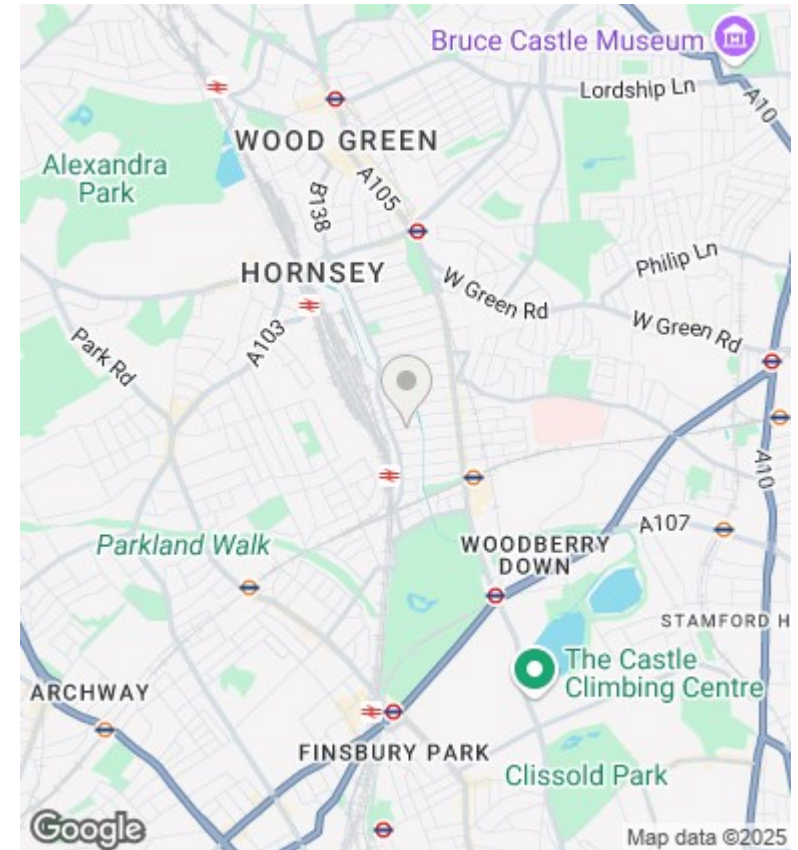 Bruce Castle Museum
Lordship Ln
A10
WOOD GREEN
Alexandra
Park
A105
B138
HORNSEY
Philip Ln
W Green Rd
W Green Rd
Park Rd
A103
A10
A107
Parkland Walk
WOODBERRY
DOWN
STAMFORD H
The Castle
Climbing Centre
ARCHWAY
FINSBURY PARK
Clissold Park
Google
Map data ©2025